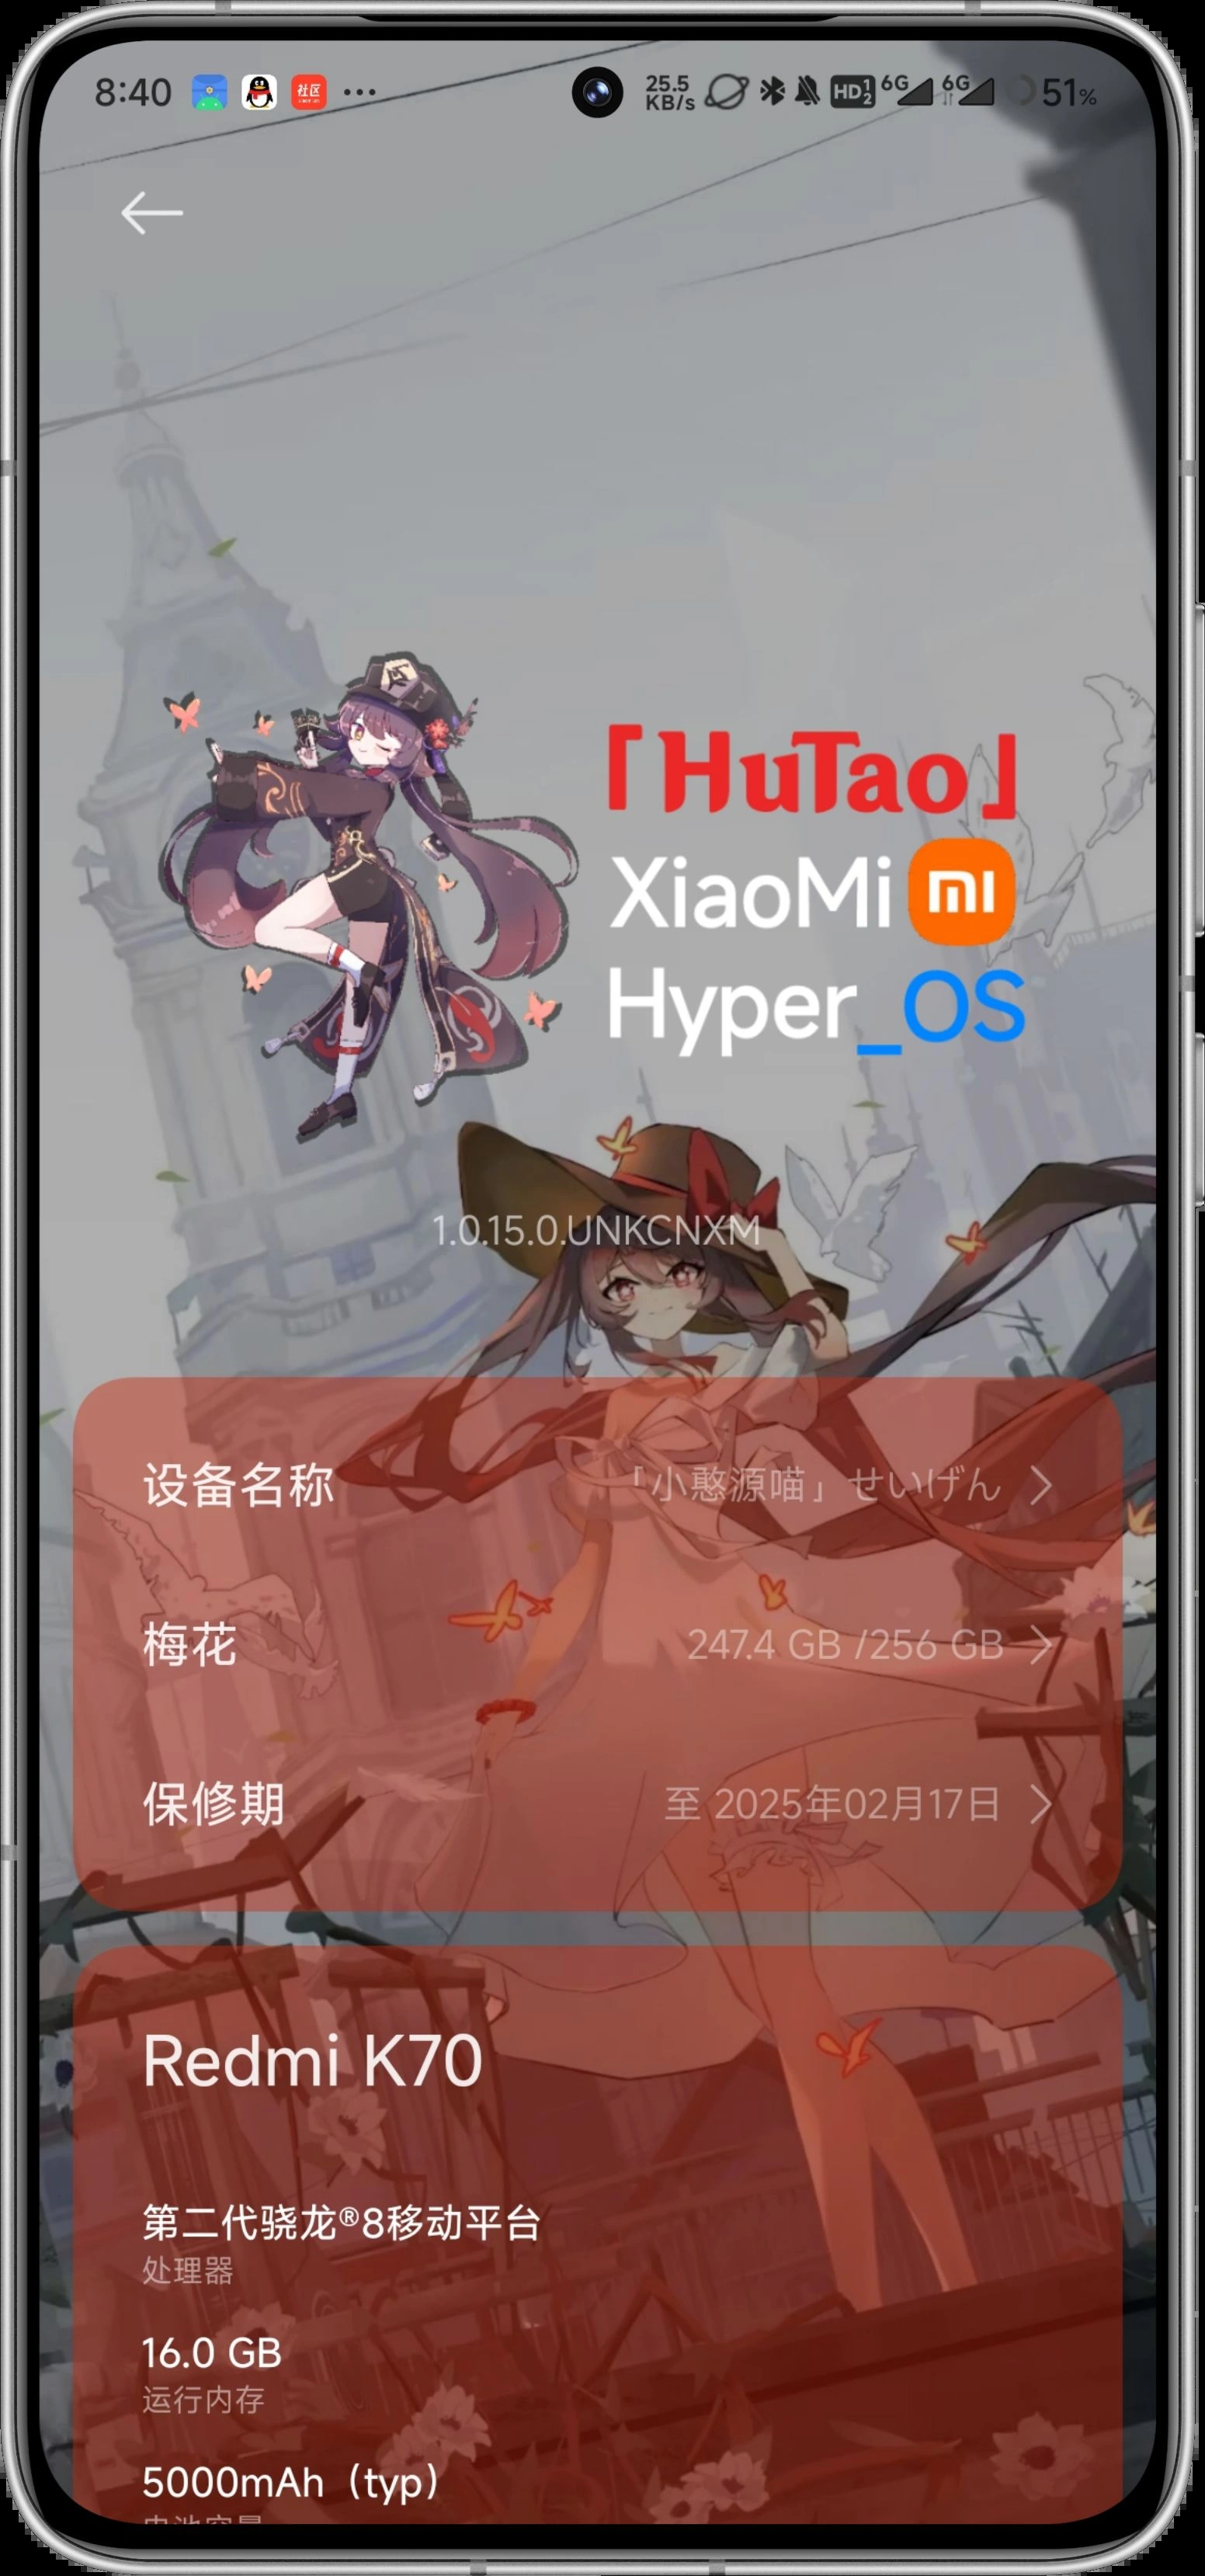 8:40 社区 25.5 KB/s HD 1 2 6G 6G 51%
「HuTao」
XiaoMi mi
Hyper_OS
1.0.15.0.UNKCNXM
设备名称 「小憨源喵」せいげん
梅花 247.4 GB /256 GB
保修期 至 2025年02月17日
Redmi K70
第二代骁龙®8移动平台
处理器
16.0 GB
运行内存
5000mAh（typ）